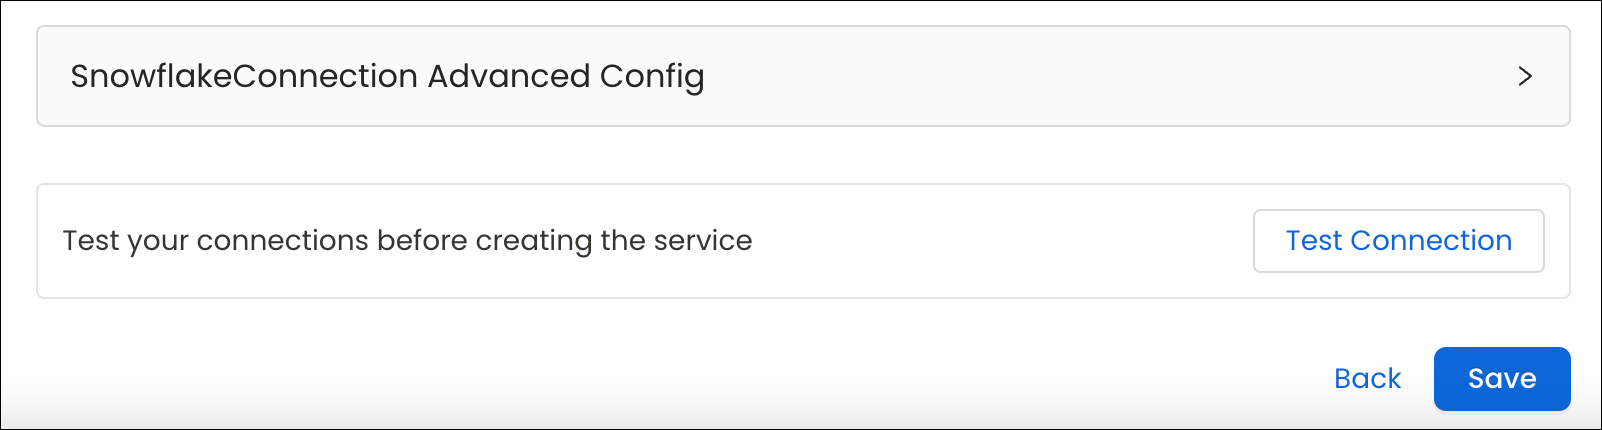 SnowflakeConnection Advanced Config
Test your connections before creating the service
Test Connection
Back
Save